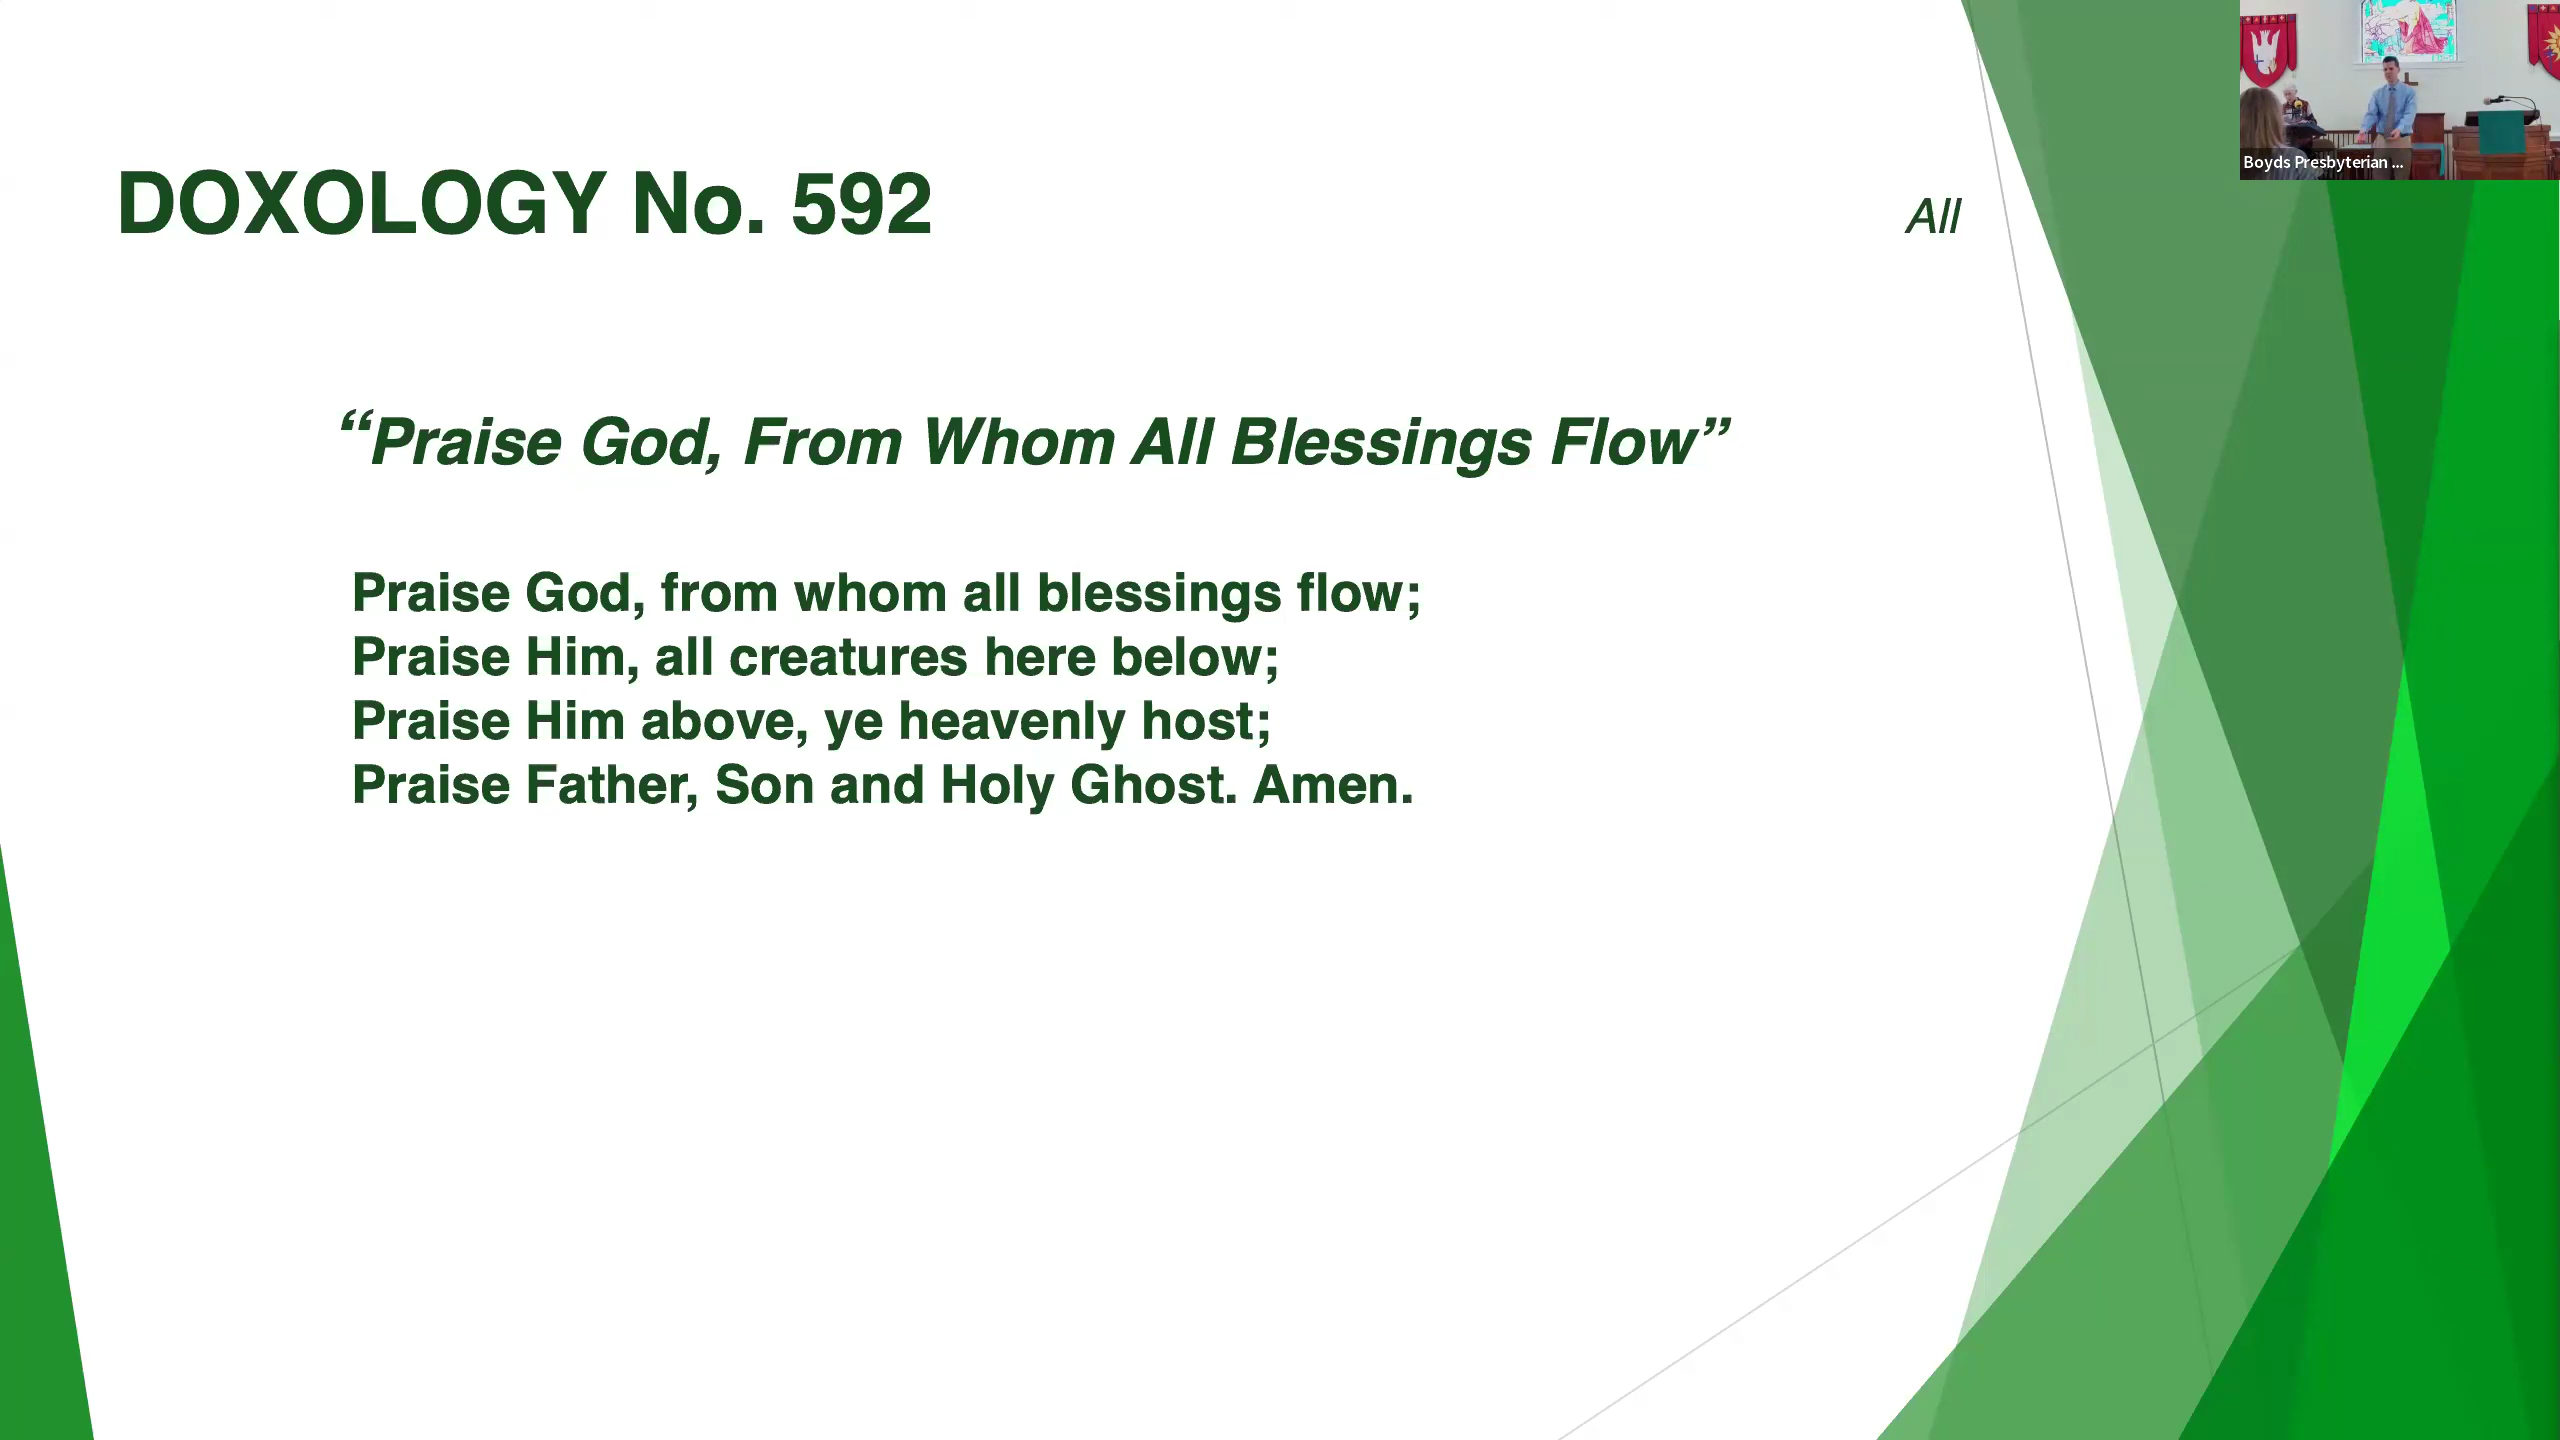 DOXOLOGY No. 592 All
“Praise God, From Whom All Blessings Flow”
Praise God, from whom all blessings flow;
Praise Him, all creatures here below;
Praise Him above, ye heavenly host;
Praise Father, Son and Holy Ghost. Amen.
Boyds Presbyterian ...